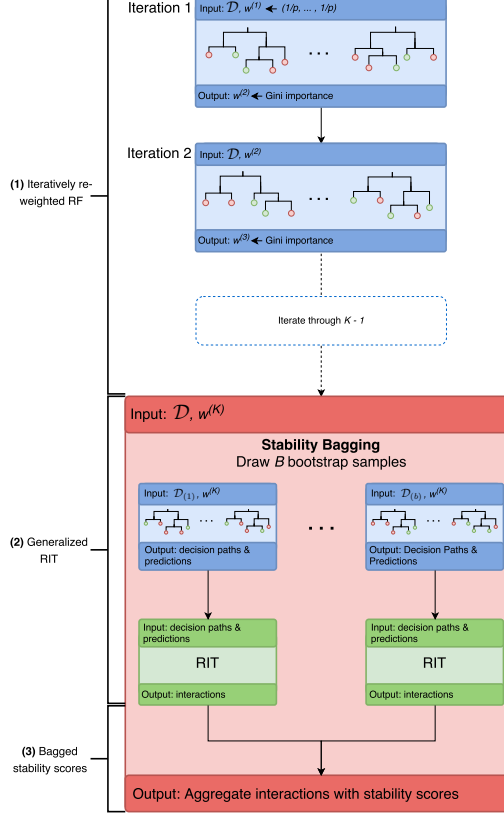 Iteration 1
Input: 𝒟, w(1) ← (1/p, ... , 1/p)
...
Output: w(2) ← Gini importance
Iteration 2
Input: 𝒟, w(2)
...
Output: w(3) ← Gini importance
(1) Iteratively re-
weighted RF
Iterate through K - 1
Input: 𝒟, w(K)
Stability Bagging
Draw B bootstrap samples
Input: 𝒟(1), w(K)
...
Output: decision paths &
predictions
...
Input: 𝒟(b), w(K)
...
Output: Decision Paths &
Predictions
(2) Generalized
RIT
Input: decision paths &
predictions
RIT
Output: interactions
Input: decision paths &
predictions
RIT
Output: interactions
(3) Bagged
stability scores
Output: Aggregate interactions with stability scores